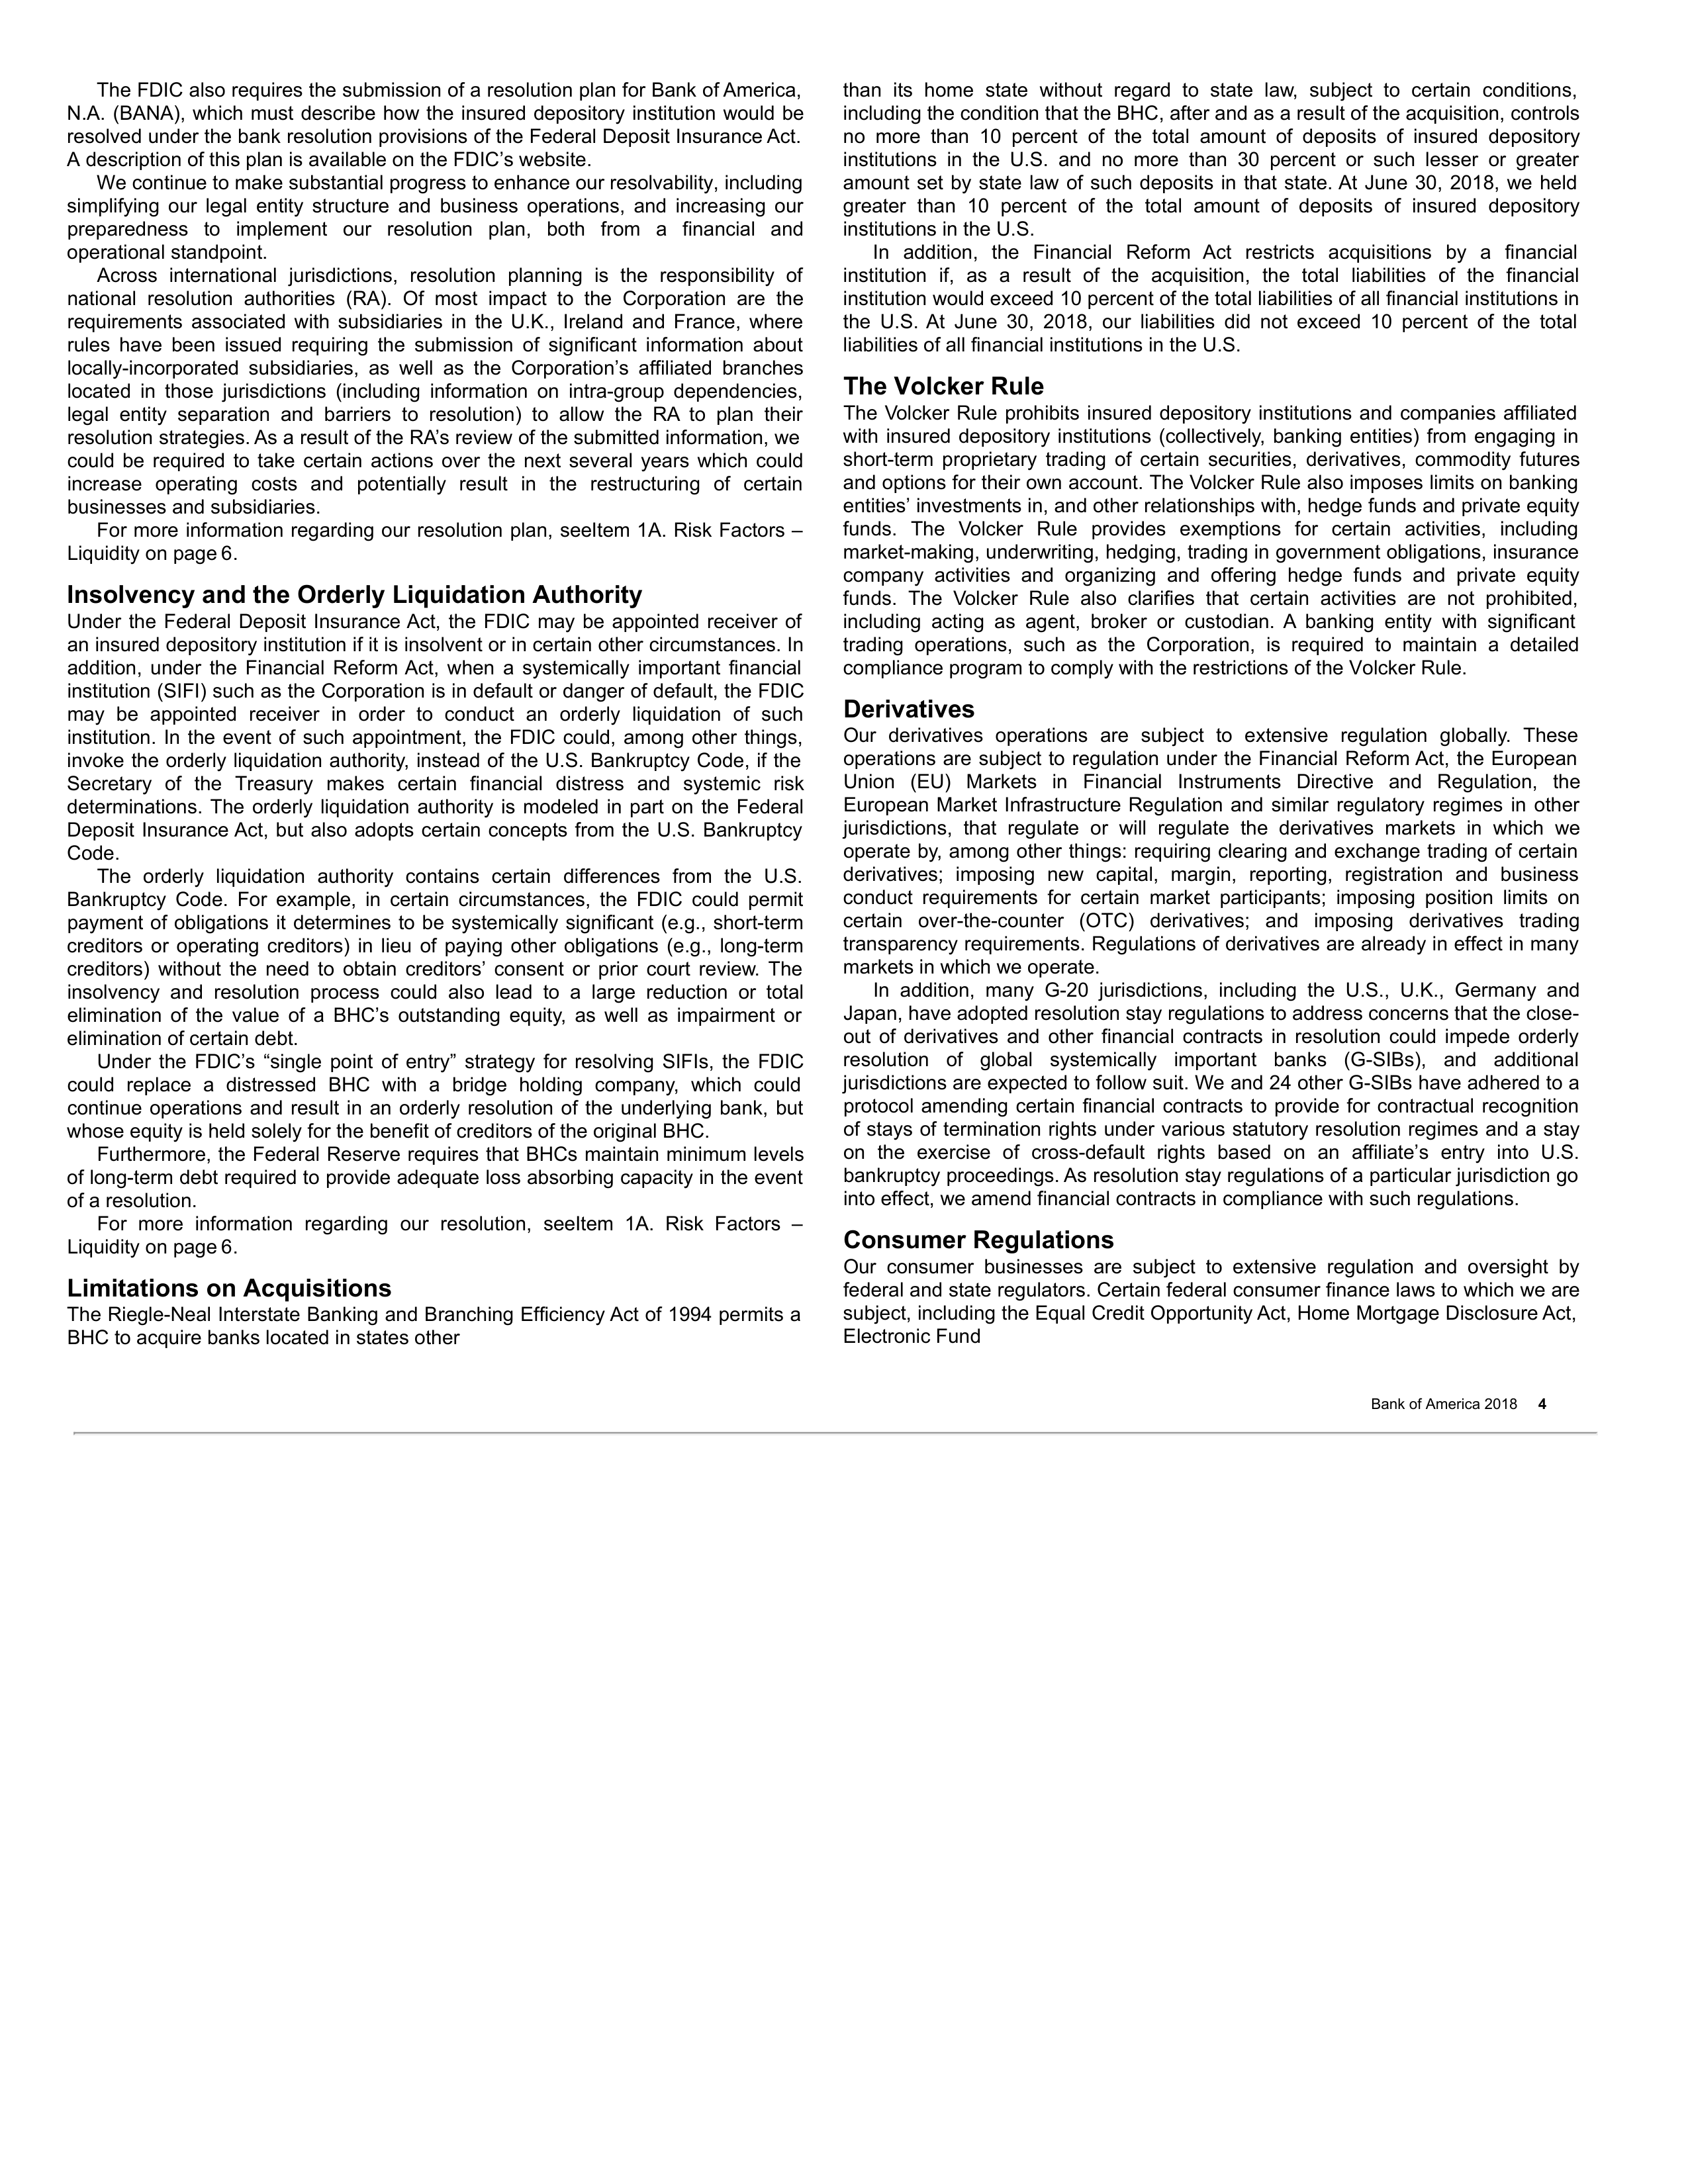 The FDIC also requires the submission of a resolution plan for Bank of America,
N.A. (BANA), which must describe how the insured depository institution would be
resolved under the bank resolution provisions of the Federal Deposit Insurance Act.
A description of this plan is available on the FDIC’s website.
We continue to make substantial progress to enhance our resolvability, including
simplifying our legal entity structure and business operations, and increasing our
preparedness to implement our resolution plan, both from a financial and
operational standpoint.
Across international jurisdictions, resolution planning is the responsibility of
national resolution authorities (RA). Of most impact to the Corporation are the
requirements associated with subsidiaries in the U.K., Ireland and France, where
rules have been issued requiring the submission of significant information about
locally-incorporated subsidiaries, as well as the Corporation’s affiliated branches
located in those jurisdictions (including information on intra-group dependencies,
legal entity separation and barriers to resolution) to allow the RA to plan their
resolution strategies. As a result of the RA’s review of the submitted information, we
could be required to take certain actions over the next several years which could
increase operating costs and potentially result in the restructuring of certain
businesses and subsidiaries.
For more information regarding our resolution plan, seeItem 1A. Risk Factors –
Liquidity on page 6.
Insolvency and the Orderly Liquidation Authority
Under the Federal Deposit Insurance Act, the FDIC may be appointed receiver of
an insured depository institution if it is insolvent or in certain other circumstances. In
addition, under the Financial Reform Act, when a systemically important financial
institution (SIFI) such as the Corporation is in default or danger of default, the FDIC
may be appointed receiver in order to conduct an orderly liquidation of such
institution. In the event of such appointment, the FDIC could, among other things,
invoke the orderly liquidation authority, instead of the U.S. Bankruptcy Code, if the
Secretary of the Treasury makes certain financial distress and systemic risk
determinations. The orderly liquidation authority is modeled in part on the Federal
Deposit Insurance Act, but also adopts certain concepts from the U.S. Bankruptcy
Code.
The orderly liquidation authority contains certain differences from the U.S.
Bankruptcy Code. For example, in certain circumstances, the FDIC could permit
payment of obligations it determines to be systemically significant (e.g., short-term
creditors or operating creditors) in lieu of paying other obligations (e.g., long-term
creditors) without the need to obtain creditors’ consent or prior court review. The
insolvency and resolution process could also lead to a large reduction or total
elimination of the value of a BHC’s outstanding equity, as well as impairment or
elimination of certain debt.
Under the FDIC’s “single point of entry” strategy for resolving SIFIs, the FDIC
could replace a distressed BHC with a bridge holding company, which could
continue operations and result in an orderly resolution of the underlying bank, but
whose equity is held solely for the benefit of creditors of the original BHC.
Furthermore, the Federal Reserve requires that BHCs maintain minimum levels
of long-term debt required to provide adequate loss absorbing capacity in the event
of a resolution.
For more information regarding our resolution, seeItem 1A. Risk Factors –
Liquidity on page 6.
Limitations on Acquisitions
The Riegle-Neal Interstate Banking and Branching Efficiency Act of 1994 permits a
BHC to acquire banks located in states other
than its home state without regard to state law, subject to certain conditions,
including the condition that the BHC, after and as a result of the acquisition, controls
no more than 10 percent of the total amount of deposits of insured depository
institutions in the U.S. and no more than 30 percent or such lesser or greater
amount set by state law of such deposits in that state. At June 30, 2018, we held
greater than 10 percent of the total amount of deposits of insured depository
institutions in the U.S.
In addition, the Financial Reform Act restricts acquisitions by a financial
institution if, as a result of the acquisition, the total liabilities of the financial
institution would exceed 10 percent of the total liabilities of all financial institutions in
the U.S. At June 30, 2018, our liabilities did not exceed 10 percent of the total
liabilities of all financial institutions in the U.S.
The Volcker Rule
The Volcker Rule prohibits insured depository institutions and companies affiliated
with insured depository institutions (collectively, banking entities) from engaging in
short-term proprietary trading of certain securities, derivatives, commodity futures
and options for their own account. The Volcker Rule also imposes limits on banking
entities’ investments in, and other relationships with, hedge funds and private equity
funds. The Volcker Rule provides exemptions for certain activities, including
market-making, underwriting, hedging, trading in government obligations, insurance
company activities and organizing and offering hedge funds and private equity
funds. The Volcker Rule also clarifies that certain activities are not prohibited,
including acting as agent, broker or custodian. A banking entity with significant
trading operations, such as the Corporation, is required to maintain a detailed
compliance program to comply with the restrictions of the Volcker Rule.
Derivatives
Our derivatives operations are subject to extensive regulation globally. These
operations are subject to regulation under the Financial Reform Act, the European
Union (EU) Markets in Financial Instruments Directive and Regulation, the
European Market Infrastructure Regulation and similar regulatory regimes in other
jurisdictions, that regulate or will regulate the derivatives markets in which we
operate by, among other things: requiring clearing and exchange trading of certain
derivatives; imposing new capital, margin, reporting, registration and business
conduct requirements for certain market participants; imposing position limits on
certain over-the-counter (OTC) derivatives; and imposing derivatives trading
transparency requirements. Regulations of derivatives are already in effect in many
markets in which we operate.
In addition, many G-20 jurisdictions, including the U.S., U.K., Germany and
Japan, have adopted resolution stay regulations to address concerns that the close-
out of derivatives and other financial contracts in resolution could impede orderly
resolution of global systemically important banks (G-SIBs), and additional
jurisdictions are expected to follow suit. We and 24 other G-SIBs have adhered to a
protocol amending certain financial contracts to provide for contractual recognition
of stays of termination rights under various statutory resolution regimes and a stay
on the exercise of cross-default rights based on an affiliate’s entry into U.S.
bankruptcy proceedings. As resolution stay regulations of a particular jurisdiction go
into effect, we amend financial contracts in compliance with such regulations.
Consumer Regulations
Our consumer businesses are subject to extensive regulation and oversight by
federal and state regulators. Certain federal consumer finance laws to which we are
subject, including the Equal Credit Opportunity Act, Home Mortgage Disclosure Act,
Electronic Fund
Bank of America 2018 4